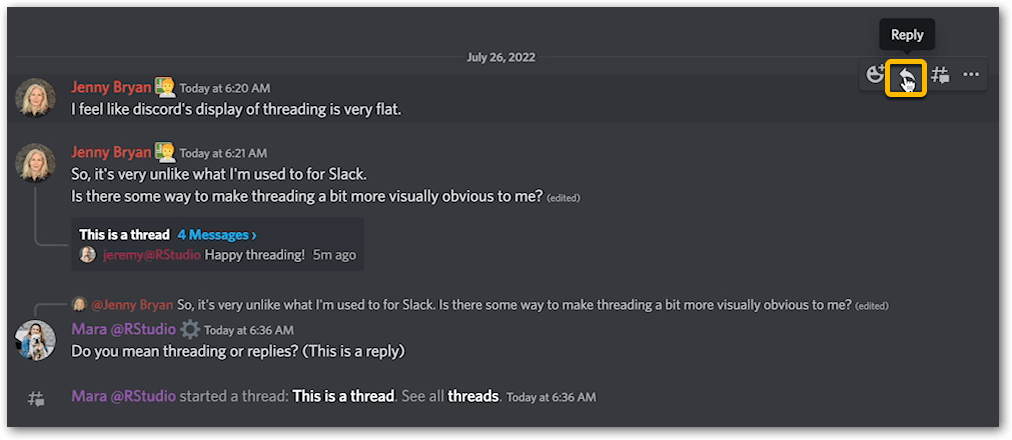 Reply
July 26, 2022
Jenny Bryan Today at 6:20 AM
I feel like discord's display of threading is very flat.
Jenny Bryan Today at 6:21 AM
So, it's very unlike what I'm used to for Slack.
Is there some way to make threading a bit more visually obvious to me? (edited)
This is a thread 4 Messages ›
jeremy@RStudio Happy threading! 5m ago
@Jenny Bryan So, it's very unlike what I'm used to for Slack. Is there some way to make threading a bit more visually obvious to me? (edited)
Mara @RStudio Today at 6:36 AM
Do you mean threading or replies? (This is a reply)
Mara @RStudio started a thread: This is a thread. See all threads. Today at 6:36 AM